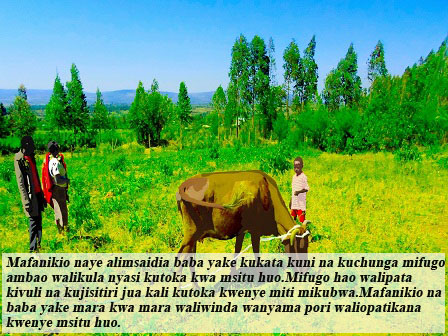 Mafanikio naye alimsaidia baba yake kukata kuni na kuchunga mifugo
ambao walikula nyasi kutoka kwa msitu huo.Mifugo hao walipata
kivuli na kujisitiri jua kali kutoka kwenye miti mikubwa.Mafanikio na
baba yake mara kwa mara waliwinda wanyama pori waliopatikana
kwenye msitu huo.